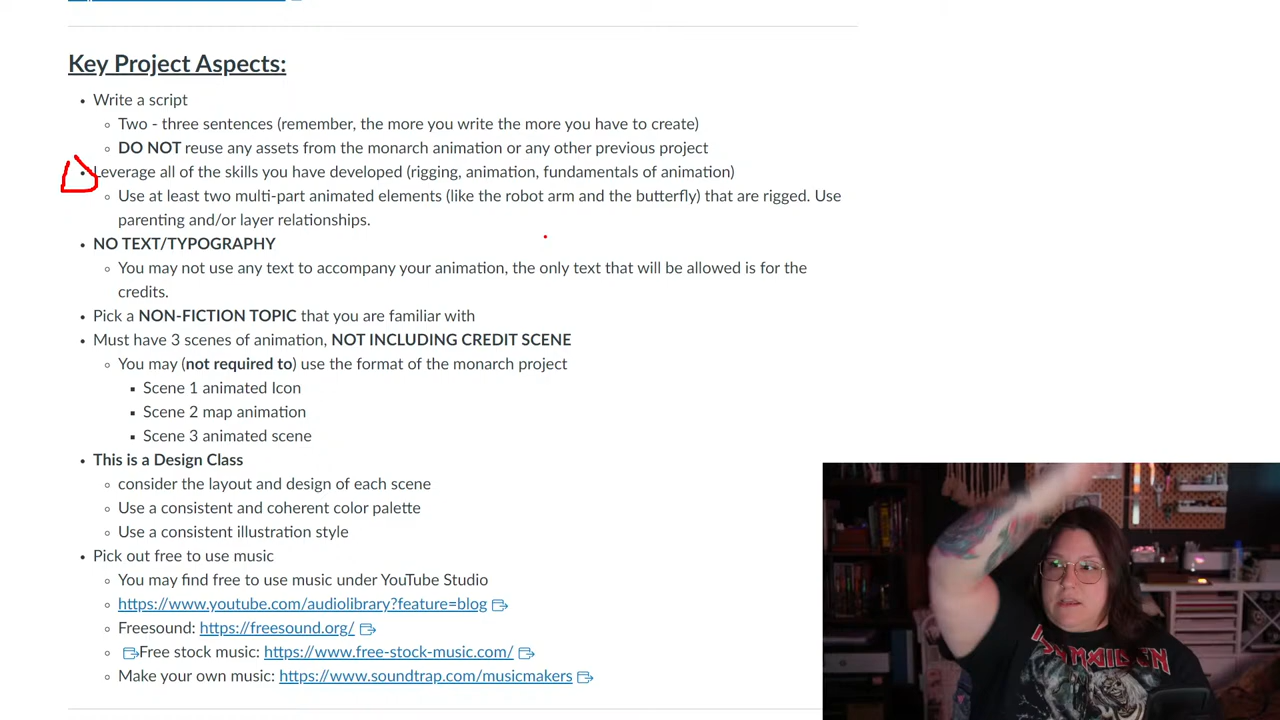 Key Project Aspects:
Write a script
Two - three sentences (remember, the more you write the more you have to create)
DO NOT reuse any assets from the monarch animation or any other previous project
Leverage all of the skills you have developed (rigging, animation, fundamentals of animation)
Use at least two multi-part animated elements (like the robot arm and the butterfly) that are rigged. Use
parenting and/or layer relationships.
NO TEXT/TYPOGRAPHY
You may not use any text to accompany your animation, the only text that will be allowed is for the
credits.
Pick a NON-FICTION TOPIC that you are familiar with
Must have 3 scenes of animation, NOT INCLUDING CREDIT SCENE
You may (not required to) use the format of the monarch project
Scene 1 animated Icon
Scene 2 map animation
Scene 3 animated scene
This is a Design Class
consider the layout and design of each scene
Use a consistent and coherent color palette
Use a consistent illustration style
Pick out free to use music
You may find free to use music under YouTube Studio
https://www.youtube.com/audiolibrary?feature=blog
Freesound: https://freesound.org/
Free stock music: https://www.free-stock-music.com/
Make your own music: https://www.soundtrap.com/musicmakers